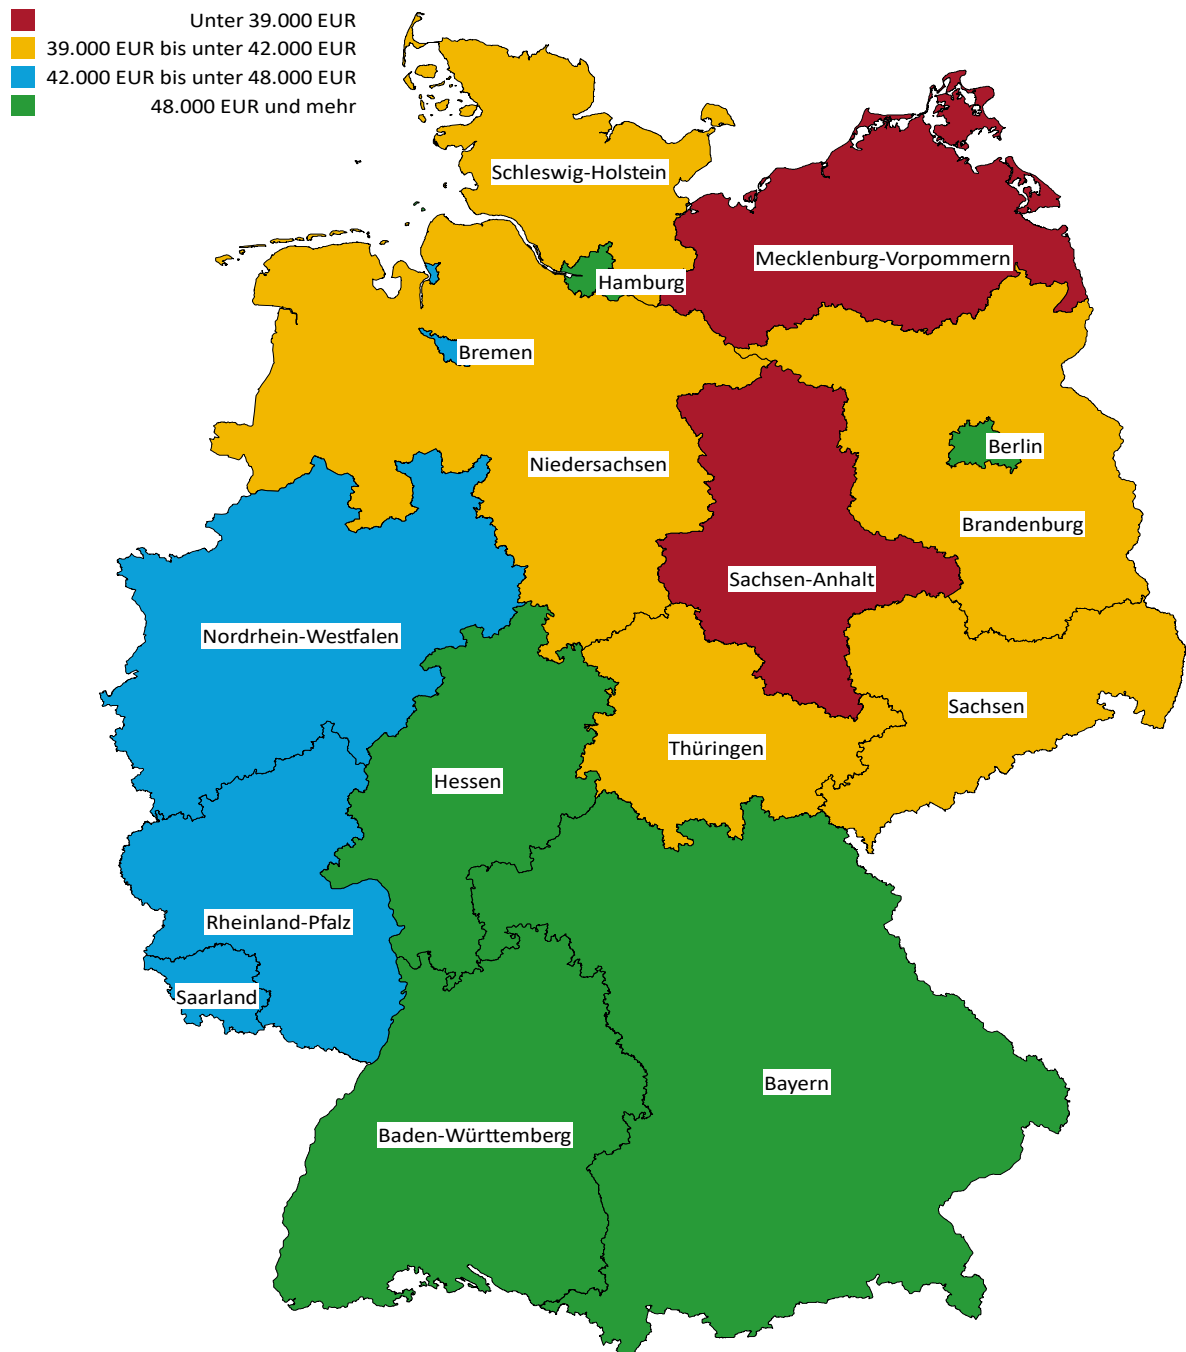 Unter 39.000 EUR
39.000 EUR bis unter 42.000 EUR
42.000 EUR bis unter 48.000 EUR
48.000 EUR und mehr
Schleswig-Holstein
Mecklenburg-Vorpommern
Hamburg
Bremen
Berlin
Niedersachsen
Brandenburg
Sachsen-Anhalt
Nordrhein-Westfalen
Sachsen
Thüringen
Hessen
Rheinland-Pfalz
Saarland
Bayern
Baden-Württemberg